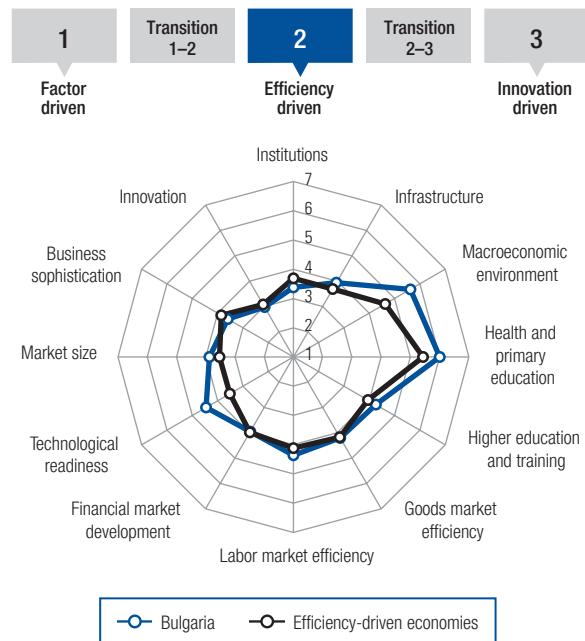 1
Transition
1–2
2
Transition
2–3
3
Factor
driven
Efficiency
driven
Innovation
driven
Institutions
7
6
5
4
3
2
1
Infrastructure
Macroeconomic
environment
Health and
primary
education
Higher education
and training
Goods market
efficiency
Labor market efficiency
Financial market
development
Technological
readiness
Market size
Business
sophistication
Innovation
Bulgaria
Efficiency-driven economies